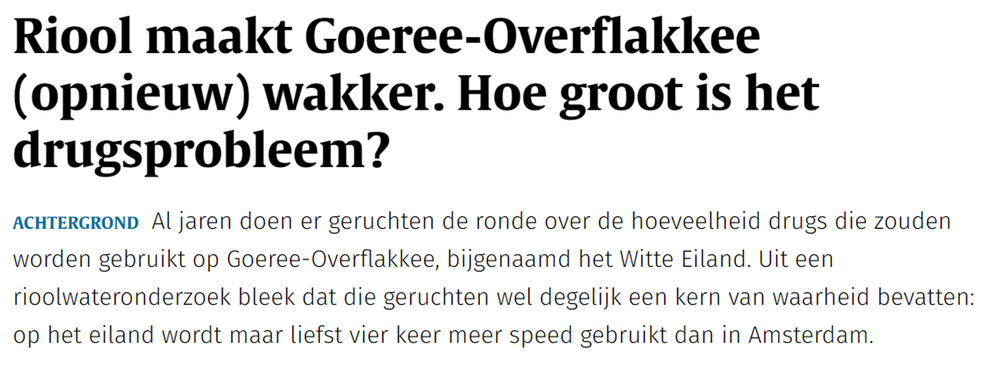 Riool maakt Goeree-Overflakkee
(opnieuw) wakker. Hoe groot is het
drugsprobleem?
ACHTERGROND Al jaren doen er geruchten de ronde over de hoeveelheid drugs die zouden
worden gebruikt op Goeree-Overflakkee, bijgenaamd het Witte Eiland. Uit een
rioolwateronderzoek bleek dat die geruchten wel degelijk een kern van waarheid bevatten:
op het eiland wordt maar liefst vier keer meer speed gebruikt dan in Amsterdam.